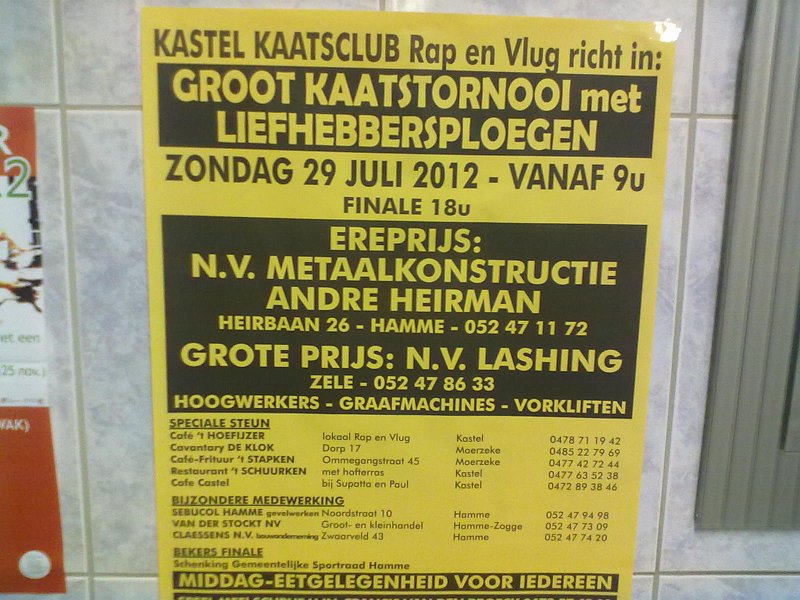 KASTEL KAATSCLUB Rap en Vlug richt in:
GROOT KAATSTORNOOI met
LIEFHEBBERSPLOEGEN
ZONDAG 29 JULI 2012 - VANAF 9u
FINALE 18u
EREPRIJS:
N.V. METAALKONSTRUCTIE
ANDRE HEIRMAN
HEIRBAAN 26 - HAMME - 052 47 11 72
GROTE PRIJS: N.V. LASHING
ZELE - 052 47 86 33
HOOGWERKERS - GRAAFMACHINES - VORKLIFTEN
SPECIALE STEUN
Café 't HOEFIJZER lokaal Rap en Vlug Kastel 0478 71 19 42
Cavantary DE KLOK Dorp 17 Moerzeke 0485 22 79 69
Café-Frituur 't STAPKEN Ommegangstraat 45 Moerzeke 0477 42 72 44
Restaurant 't SCHUURKEN met hofterras Kastel 0477 63 52 38
Cafe Castel bij Supatta en Paul Kastel 0472 89 38 46
BIJZONDERE MEDEWERKING
SEBUCOL HAMME gevelwerken Noordstraat 10 Hamme 052 47 94 98
VAN DER STOCKT NV Groot- en kleinhandel Hamme-Zogge 052 47 73 09
CLAESSENS N.V. bouwonderneming Zwaarveld 43 Hamme 052 47 74 20
BEKERS FINALE
Schenking Gemeentelijke Sportraad Hamme
MIDDAG-EETGELEGENHEID VOOR IEDEREEN
R
2
et een
25 nov.)
WAK)